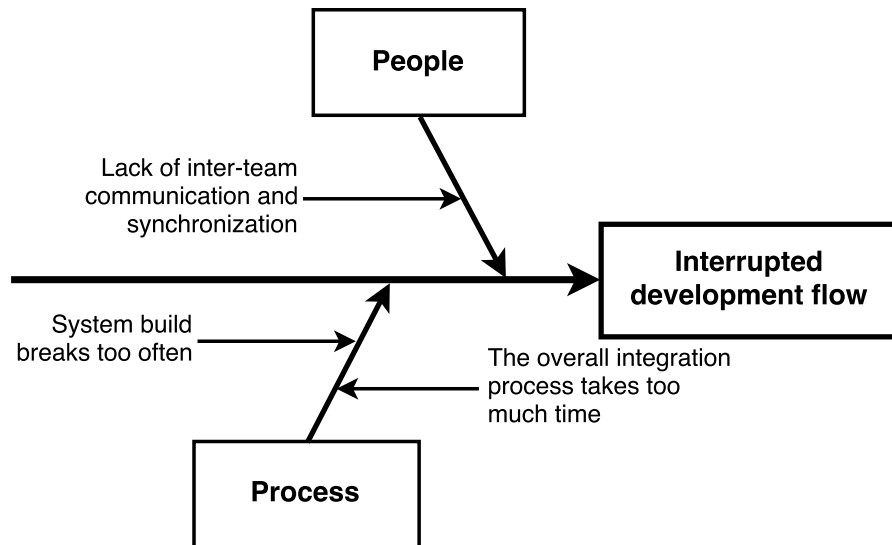 People
Lack of inter-team
communication and
synchronization
Interrupted
development flow
System build
breaks too often
The overall integration
process takes too
much time
Process